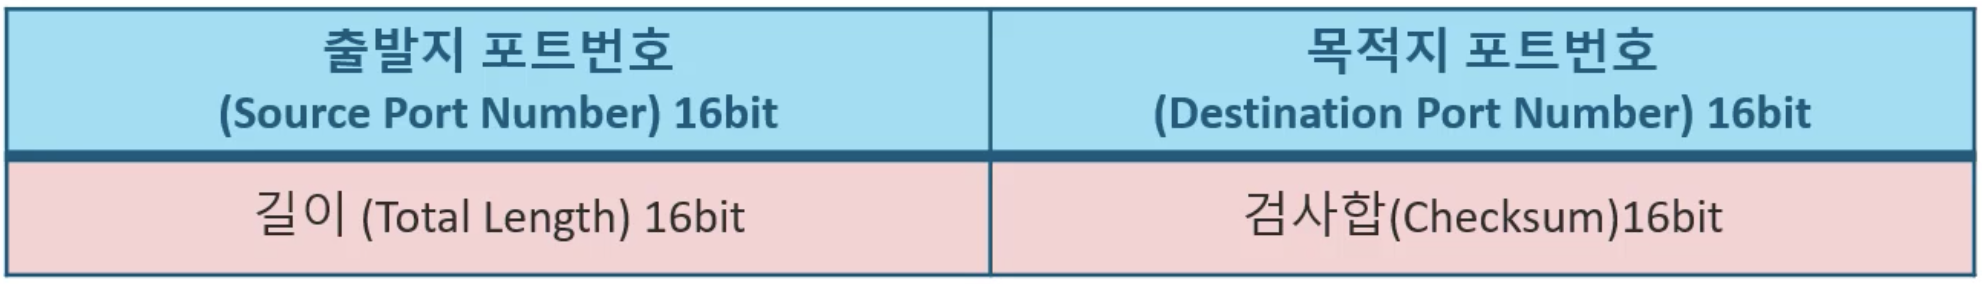 출발지 포트번호
(Source Port Number) 16bit
목적지 포트번호
(Destination Port Number) 16bit
길이 (Total Length) 16bit
검사합(Checksum)16bit